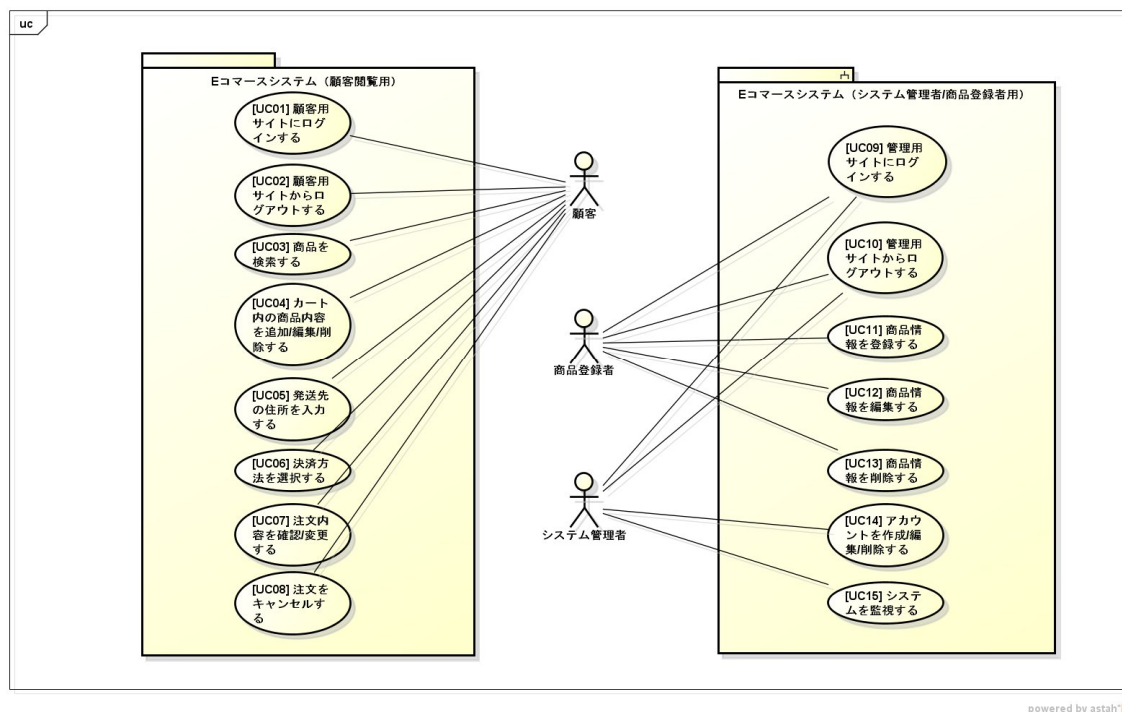 uc
Eコマースシステム（顧客閲覧用）
[UC01] 顧客用
サイトにログ
インする
[UC02] 顧客用
サイトからロ
グアウトする
[UC03] 商品を
検索する
[UC04] カート
内の商品内容
を追加/編集/削
除する
[UC05] 発送先
の住所を入力
する
[UC06] 決済方
法を選択する
[UC07] 注文内
容を確認/変更
する
[UC08] 注文を
キャンセルす
る
顧客
商品登録者
システム管理者
Eコマースシステム（システム管理者/商品登録者用）
[UC09] 管理用
サイトにログ
インする
[UC10] 管理用
サイトからロ
グアウトする
[UC11] 商品情
報を登録する
[UC12] 商品情
報を編集する
[UC13] 商品情
報を削除する
[UC14] アカウ
ントを作成/編
集/削除する
[UC15] システ
ムを監視する
powered by astah*